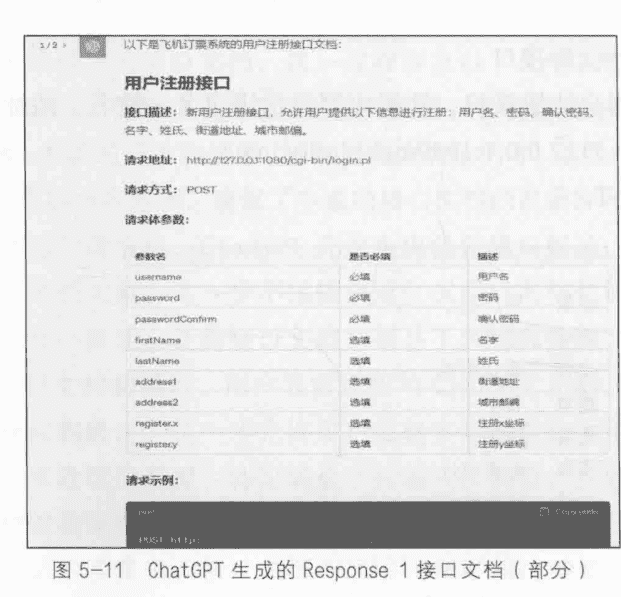 1/2 >
以下是飞机订票系统的用户注册接口文档:
用户注册接口
接口描述: 新用户注册接口, 允许用户提供以下信息进行注册: 用户名、密码、确认密码、
名字、姓氏、街道地址、城市邮编。
请求地址: http://127.0.0.1:1080/cgi-bin/login.pl
请求方式: POST
请求体参数:
参数名 是否必填 描述
username 必填 用户名
password 必填 密码
passwordConfirm 必填 确认密码
firstName 选填 名字
lastName 选填 姓氏
address1 选填 街道地址
address2 选填 城市邮编
register.x 选填 注册x坐标
register.y 选填 注册y坐标
请求示例:
Copy code
POST http:
图 5-11 ChatGPT 生成的 Response 1 接口文档(部分)